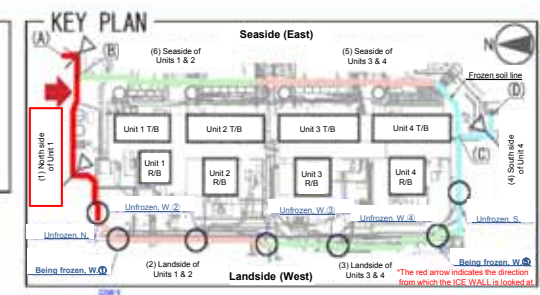 KEY PLAN
(A)
(B)
Seaside (East)
N
(6) Seaside of
Units 1 & 2
(5) Seaside of
Units 3 & 4
Frozen soil line
(D)
(1) North side
of Unit 1
Unit 1 T/B
Unit 2 T/B
Unit 3 T/B
Unit 4 T/B
(C)
(4) South side
of Unit 4
Unit 1
R/B
Unit 2
R/B
Unit 3
R/B
Unit 4
R/B
Unfrozen, W.②
Unfrozen, W.③
Unfrozen, W.④
Unfrozen, S.
Unfrozen, N.
Being frozen, W.①
(2) Landside of
Units 1 & 2
Landside (West)
(3) Landside of
Units 3 & 4
Being frozen, W.⑤
*The red arrow indicates the direction
from which the ICE WALL is looked at